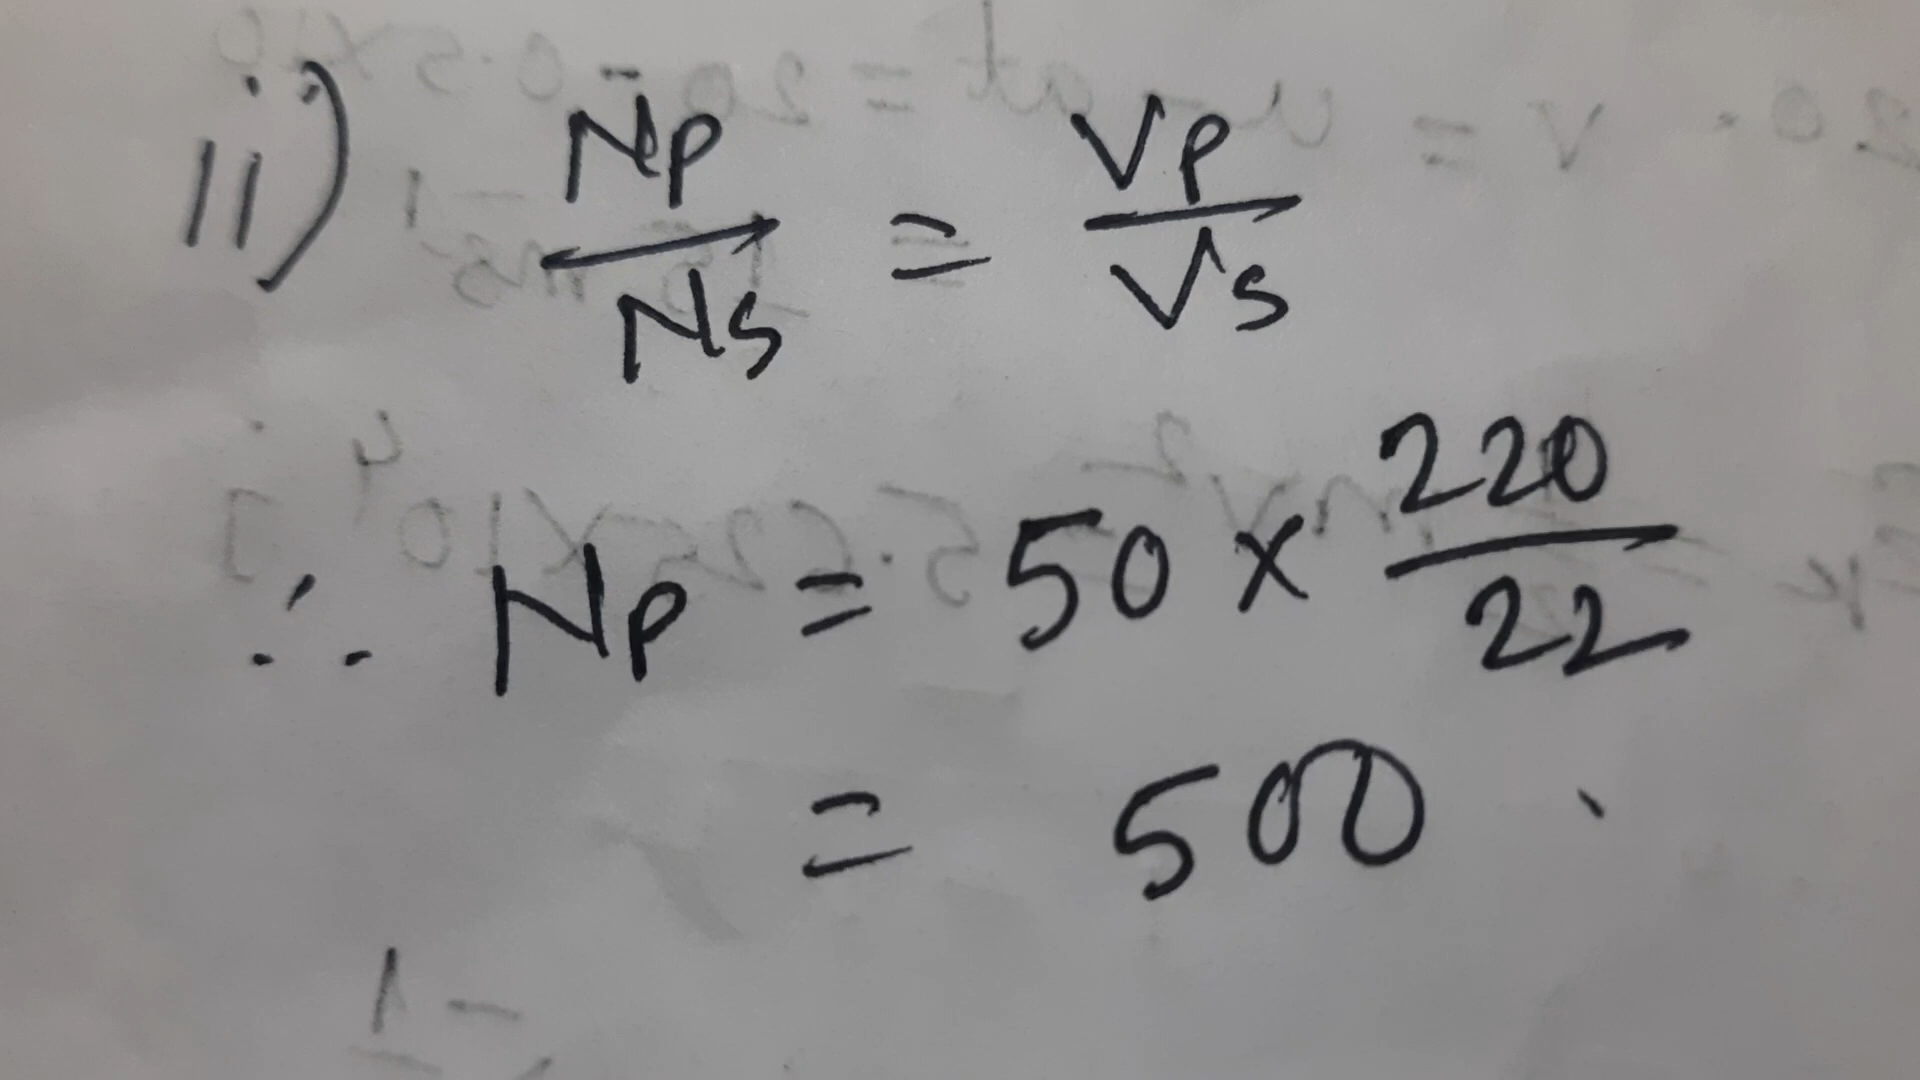 ii) Np/Ns = Vp/Vs
∴ Np = 50 × 220/22
= 500.